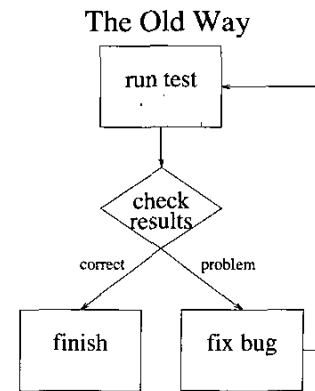 The Old Way
run test
check
results
correct
problem
finish
fix bug